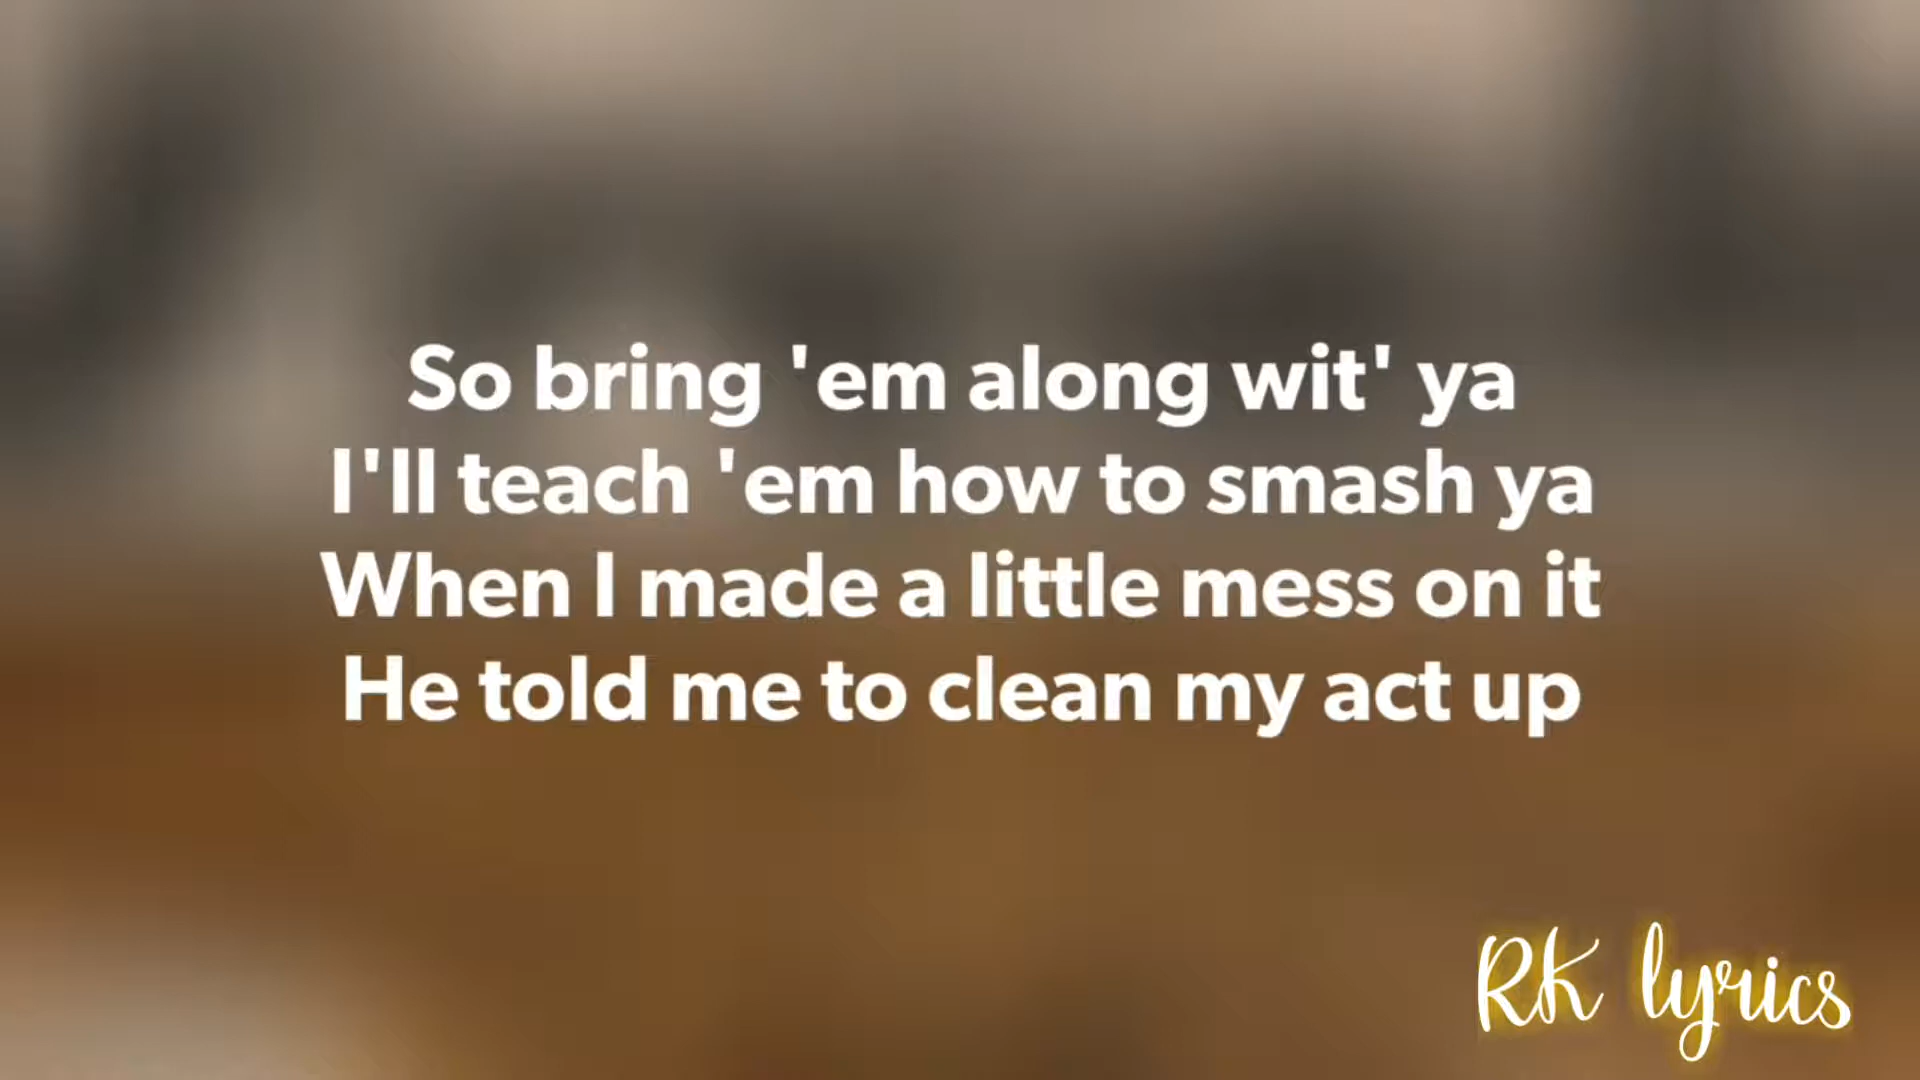 So bring 'em along wit' ya
I'll teach 'em how to smash ya
When I made a little mess on it
He told me to clean my act up
RK lyrics